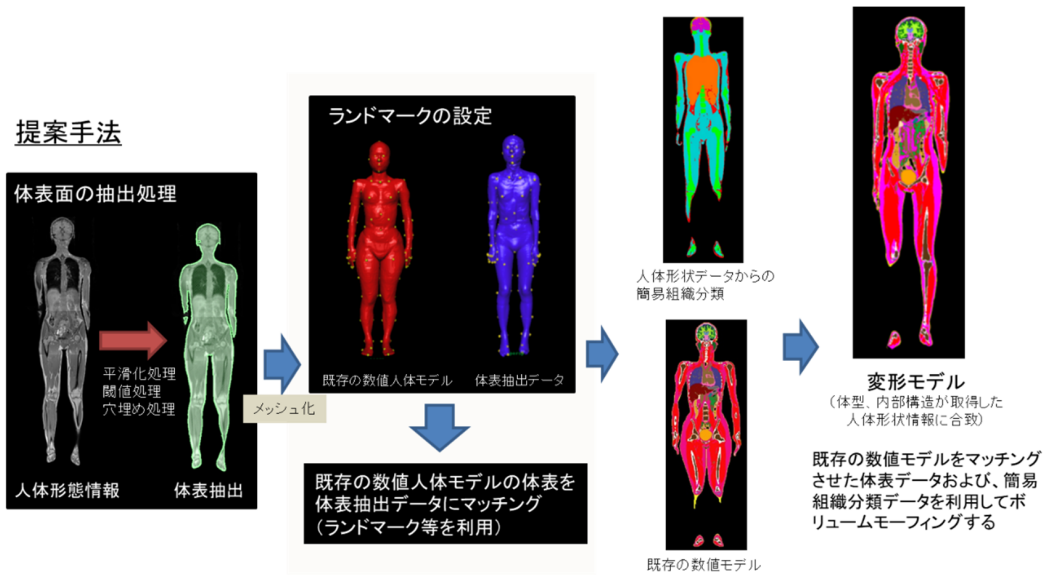 提案手法
体表面の抽出処理
平滑化処理
閾値処理
穴埋め処理
人体形態情報
体表抽出
メッシュ化
ランドマークの設定
既存の数値人体モデル
体表抽出データ
既存の数値人体モデルの体表を
体表抽出データにマッチング
（ランドマーク等を利用）
人体形状データからの
簡易組織分類
既存の数値モデル
変形モデル
（体型、内部構造が取得した
人体形状情報に合致）
既存の数値モデルをマッチング
させた体表データおよび、簡易
組織分類データを利用してボ
リュームモーフィングする